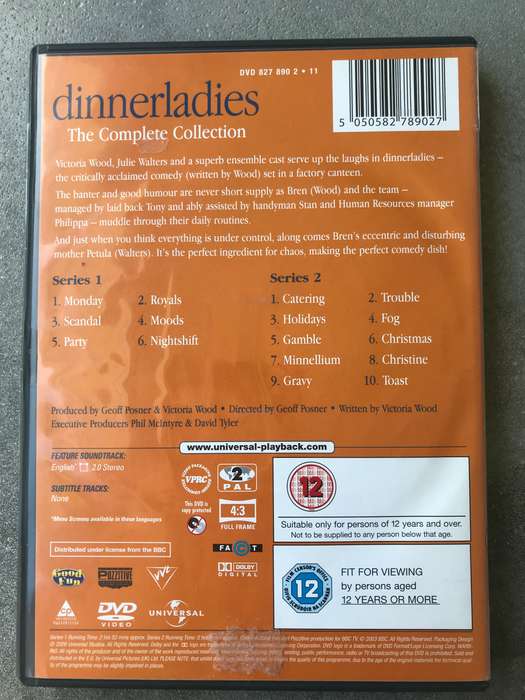 DVD 827 890 2 • 11
5 050582 789027
dinnerladies
The Complete Collection
Victoria Wood, Julie Walters and a superb ensemble cast serve up the laughs in dinnerladies –
the critically acclaimed comedy (written by Wood) set in a factory canteen.
The banter and good humour are never short supply as Bren (Wood) and the team –
managed by laid back Tony and ably assisted by handyman Stan and Human Resources manager
Philippa – muddle through their daily routines.
And just when you think everything is under control, along comes Bren's eccentric and disturbing
mother Petula (Walters). It's the perfect ingredient for chaos, making the perfect comedy dish!
Series 1
1. Monday 2. Royals
3. Scandal 4. Moods
5. Party 6. Nightshift
Series 2
1. Catering 2. Trouble
3. Holidays 4. Fog
5. Gamble 6. Christmas
7. Minnellium 8. Christine
9. Gravy 10. Toast
Produced by Geoff Posner & Victoria Wood • Directed by Geoff Posner • Written by Victoria Wood
Executive Producers Phil McIntyre & David Tyler
www.universal-playback.com
FEATURE SOUNDTRACK:
English* 2.0 Stereo
SUBTITLE TRACKS:
None
*Menu Screens available in these languages
Distributed under license from the BBC
VPRC
2
PAL
This DVD is
copy protected
4:3
FULL FRAME
FACT
DOLBY
DIGITAL
12
Suitable only for persons of 12 years and over.
Not to be supplied to any person below that age.
FILM CENSOR'S OFFICE
12
FIT FOR VIEWING
by persons aged
12 YEARS OR MORE
Good Fun
POZZITIVE
DVD
VIDEO
UNIVERSAL